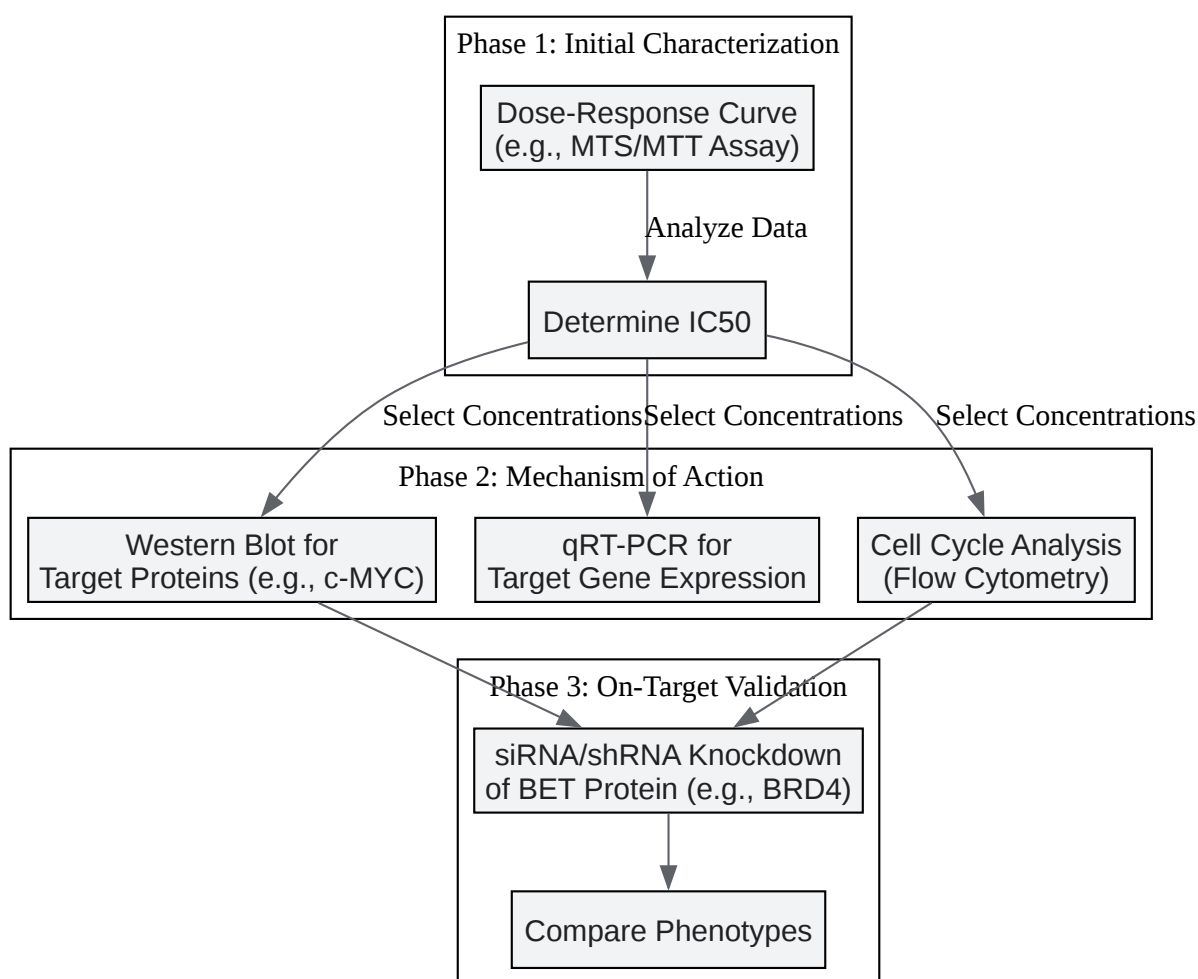 Phase 1: Initial Characterization
Dose-Response Curve
(e.g., MTS/MTT Assay)
Analyze Data
Determine IC50
Select Concentrations
Select Concentrations
Select Concentrations
Phase 2: Mechanism of Action
Western Blot for
Target Proteins (e.g., c-MYC)
qRT-PCR for
Target Gene Expression
Cell Cycle Analysis
(Flow Cytometry)
Phase 3: On-Target Validation
siRNA/shRNA Knockdown
of BET Protein (e.g., BRD4)
Compare Phenotypes